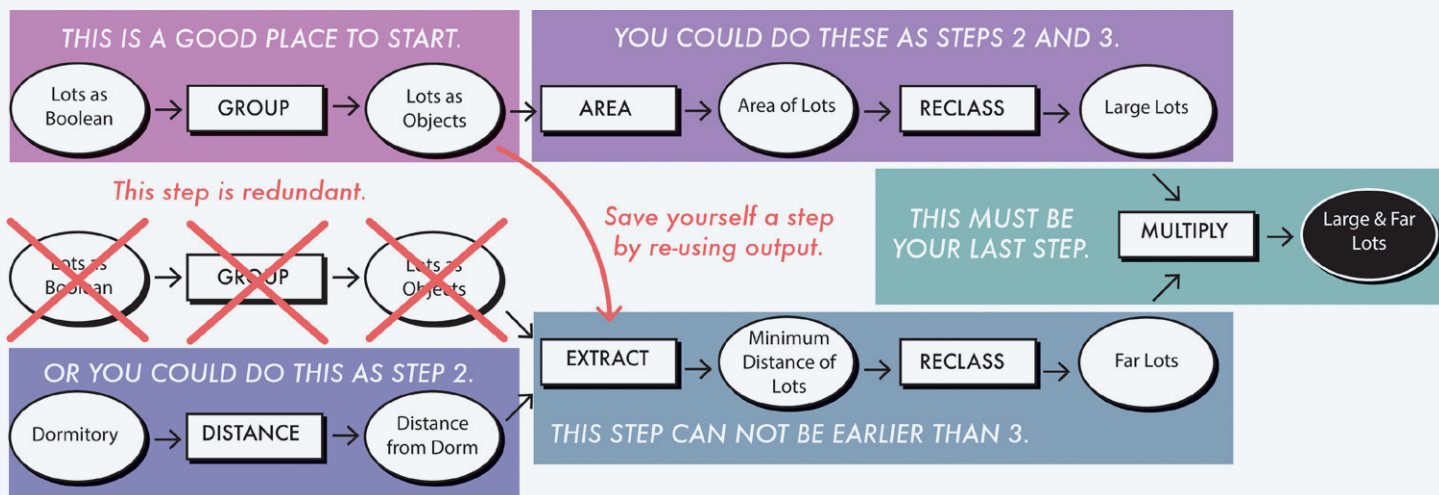 THIS IS A GOOD PLACE TO START.
Lots as
Boolean
GROUP
Lots as
Objects
YOU COULD DO THESE AS STEPS 2 AND 3.
AREA
Area of Lots
RECLASS
Large Lots
This step is redundant.
Lots as
Boolean
GROUP
Lots as
Objects
Save yourself a step
by re-using output.
THIS MUST BE
YOUR LAST STEP.
MULTIPLY
Large & Far
Lots
OR YOU COULD DO THIS AS STEP 2.
Dormitory
DISTANCE
Distance
from Dorm
EXTRACT
Minimum
Distance of
Lots
RECLASS
Far Lots
THIS STEP CAN NOT BE EARLIER THAN 3.